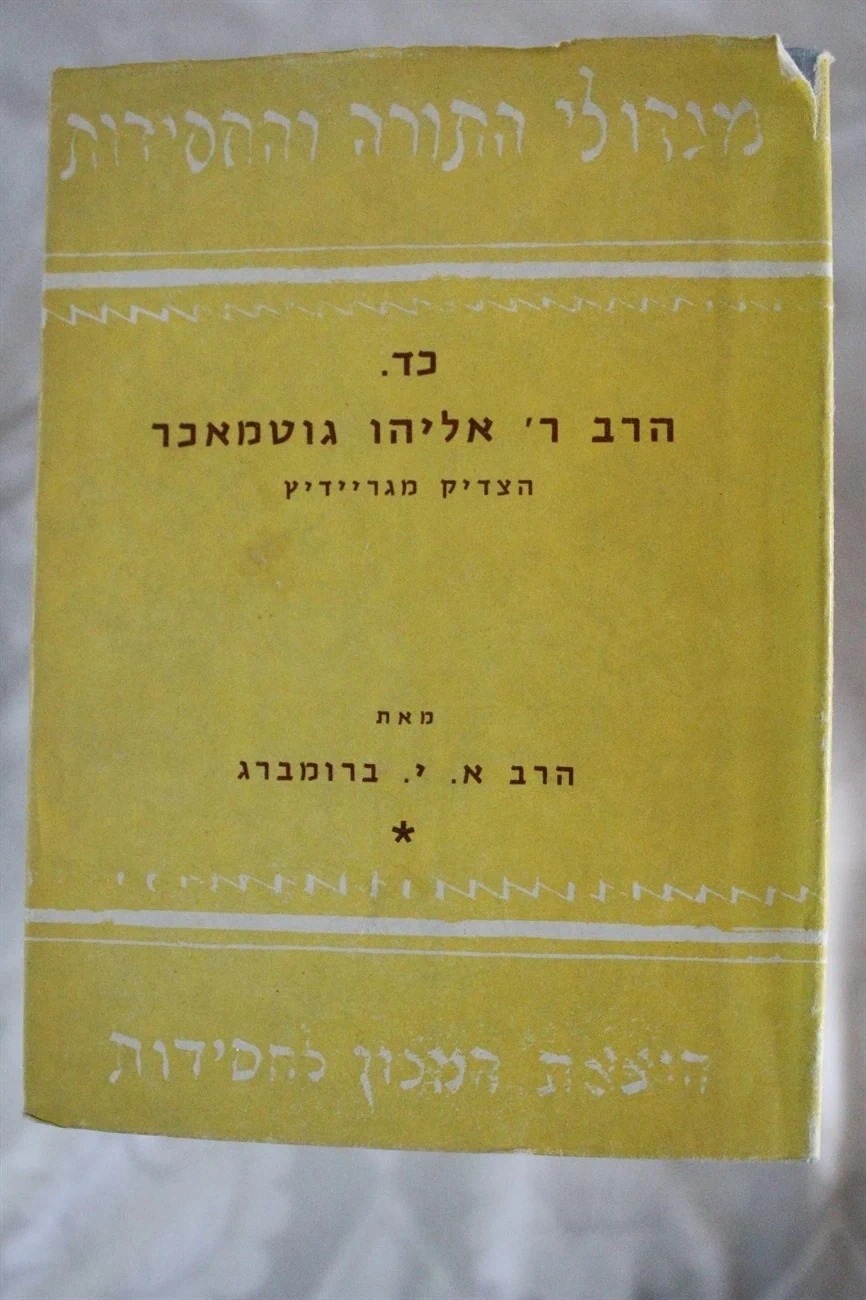 מגדולי התורה והחסידות
כד.
הרב ר' אליהו גוטמאכר
הצדיק מגריידיץ
מאת
הרב א. י. ברומברג
*
הוצאת המכון לחסידות